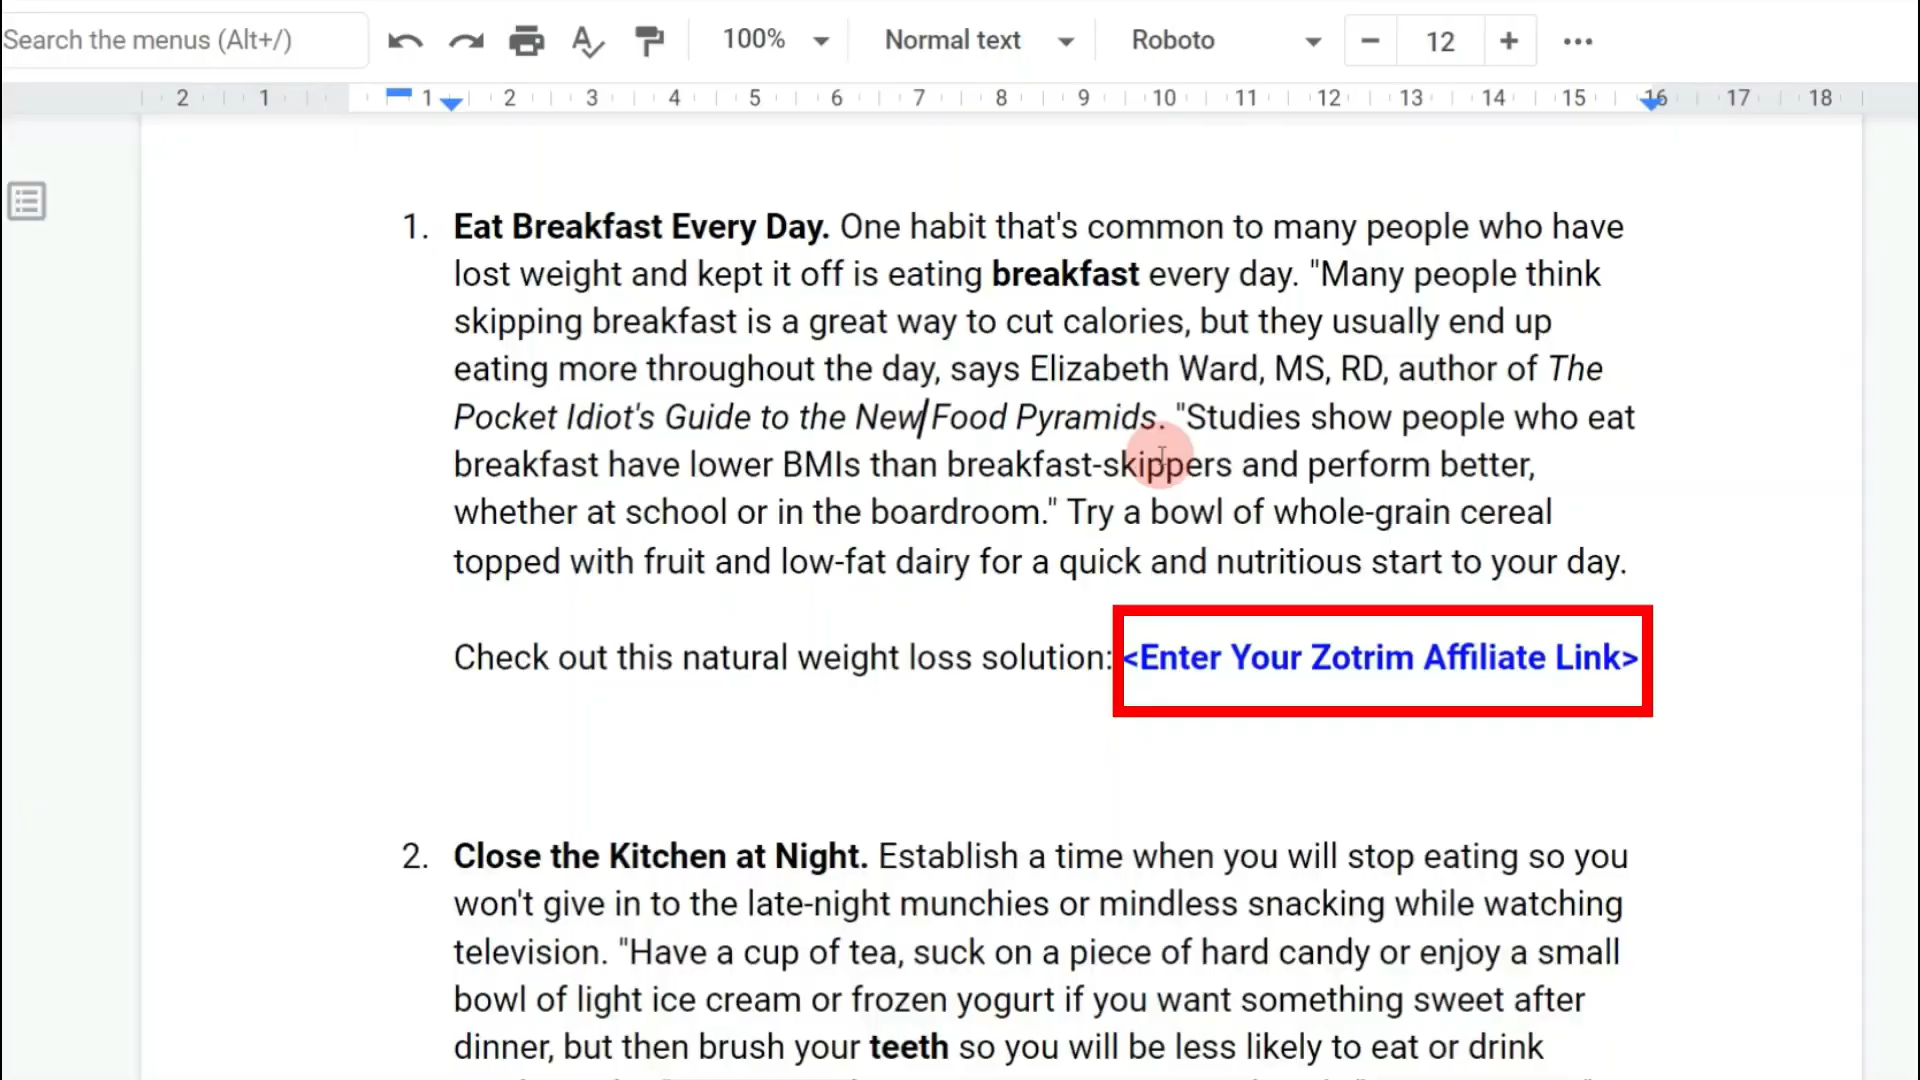 Search the menus (Alt+/)
100%
Normal text
Roboto
12
2 1 1 2 3 4 5 6 7 8 9 10 11 12 13 14 15 16 17 18
1. Eat Breakfast Every Day. One habit that's common to many people who have
lost weight and kept it off is eating breakfast every day. "Many people think
skipping breakfast is a great way to cut calories, but they usually end up
eating more throughout the day, says Elizabeth Ward, MS, RD, author of The
Pocket Idiot's Guide to the New Food Pyramids. "Studies show people who eat
breakfast have lower BMIs than breakfast-skippers and perform better,
whether at school or in the boardroom." Try a bowl of whole-grain cereal
topped with fruit and low-fat dairy for a quick and nutritious start to your day.
Check out this natural weight loss solution: <Enter Your Zotrim Affiliate Link>
2. Close the Kitchen at Night. Establish a time when you will stop eating so you
won't give in to the late-night munchies or mindless snacking while watching
television. "Have a cup of tea, suck on a piece of hard candy or enjoy a small
bowl of light ice cream or frozen yogurt if you want something sweet after
dinner, but then brush your teeth so you will be less likely to eat or drink